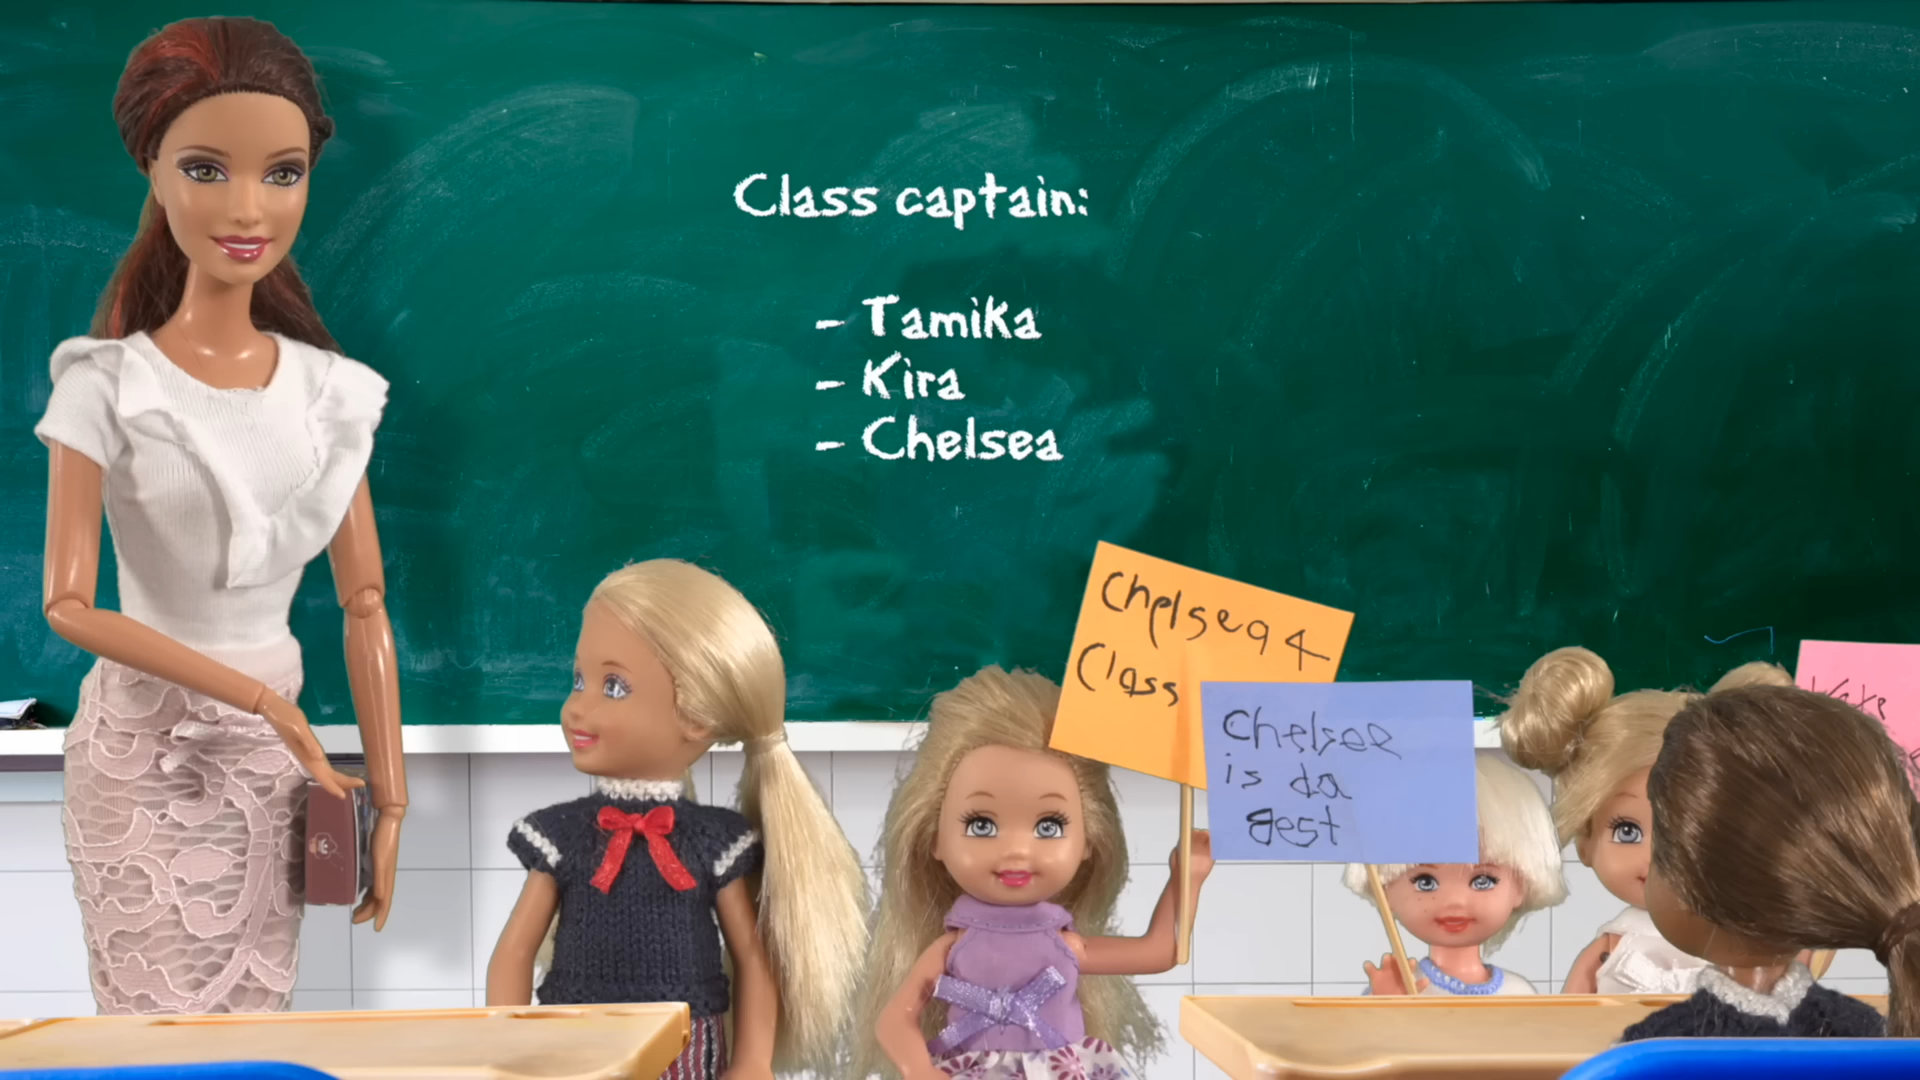 Class captain:
- Tamika
- Kira
- Chelsea
Chelsea 4
Class
Chelsee
is da
Best